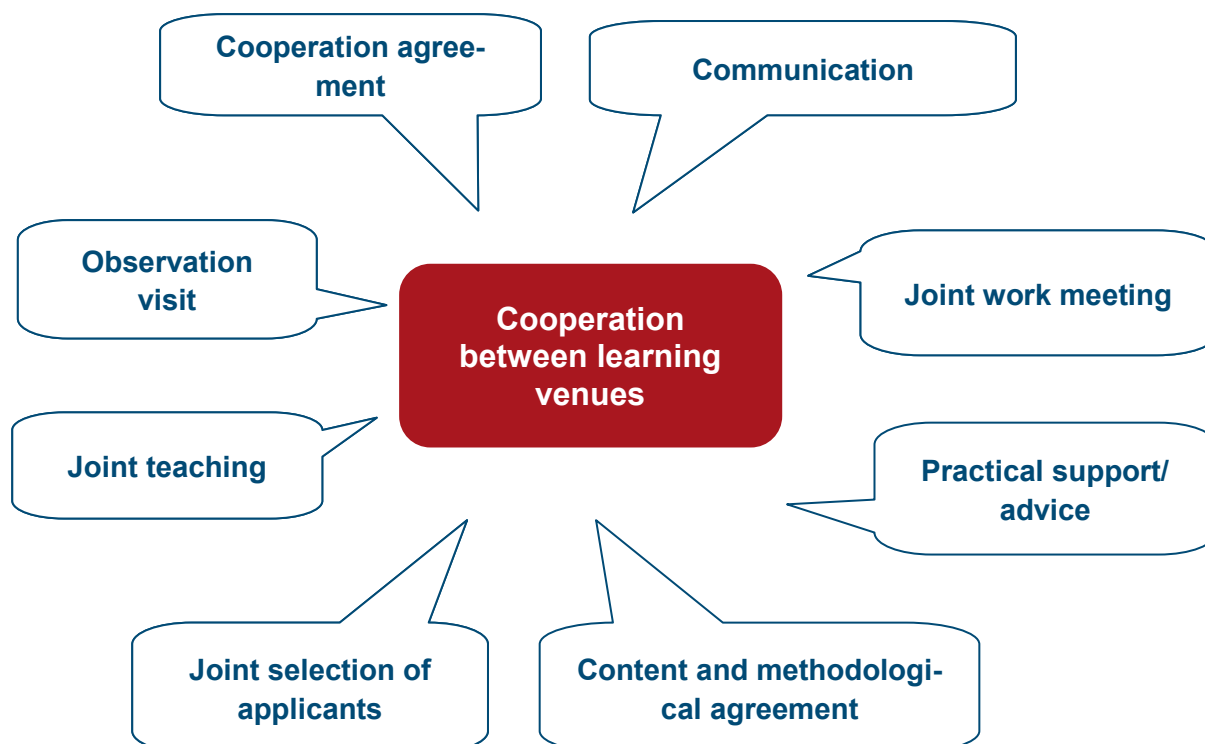 Cooperation agree-
ment
Communication
Observation
visit
Joint work meeting
Cooperation
between learning
venues
Joint teaching
Practical support/
advice
Joint selection of
applicants
Content and methodologi-
cal agreement